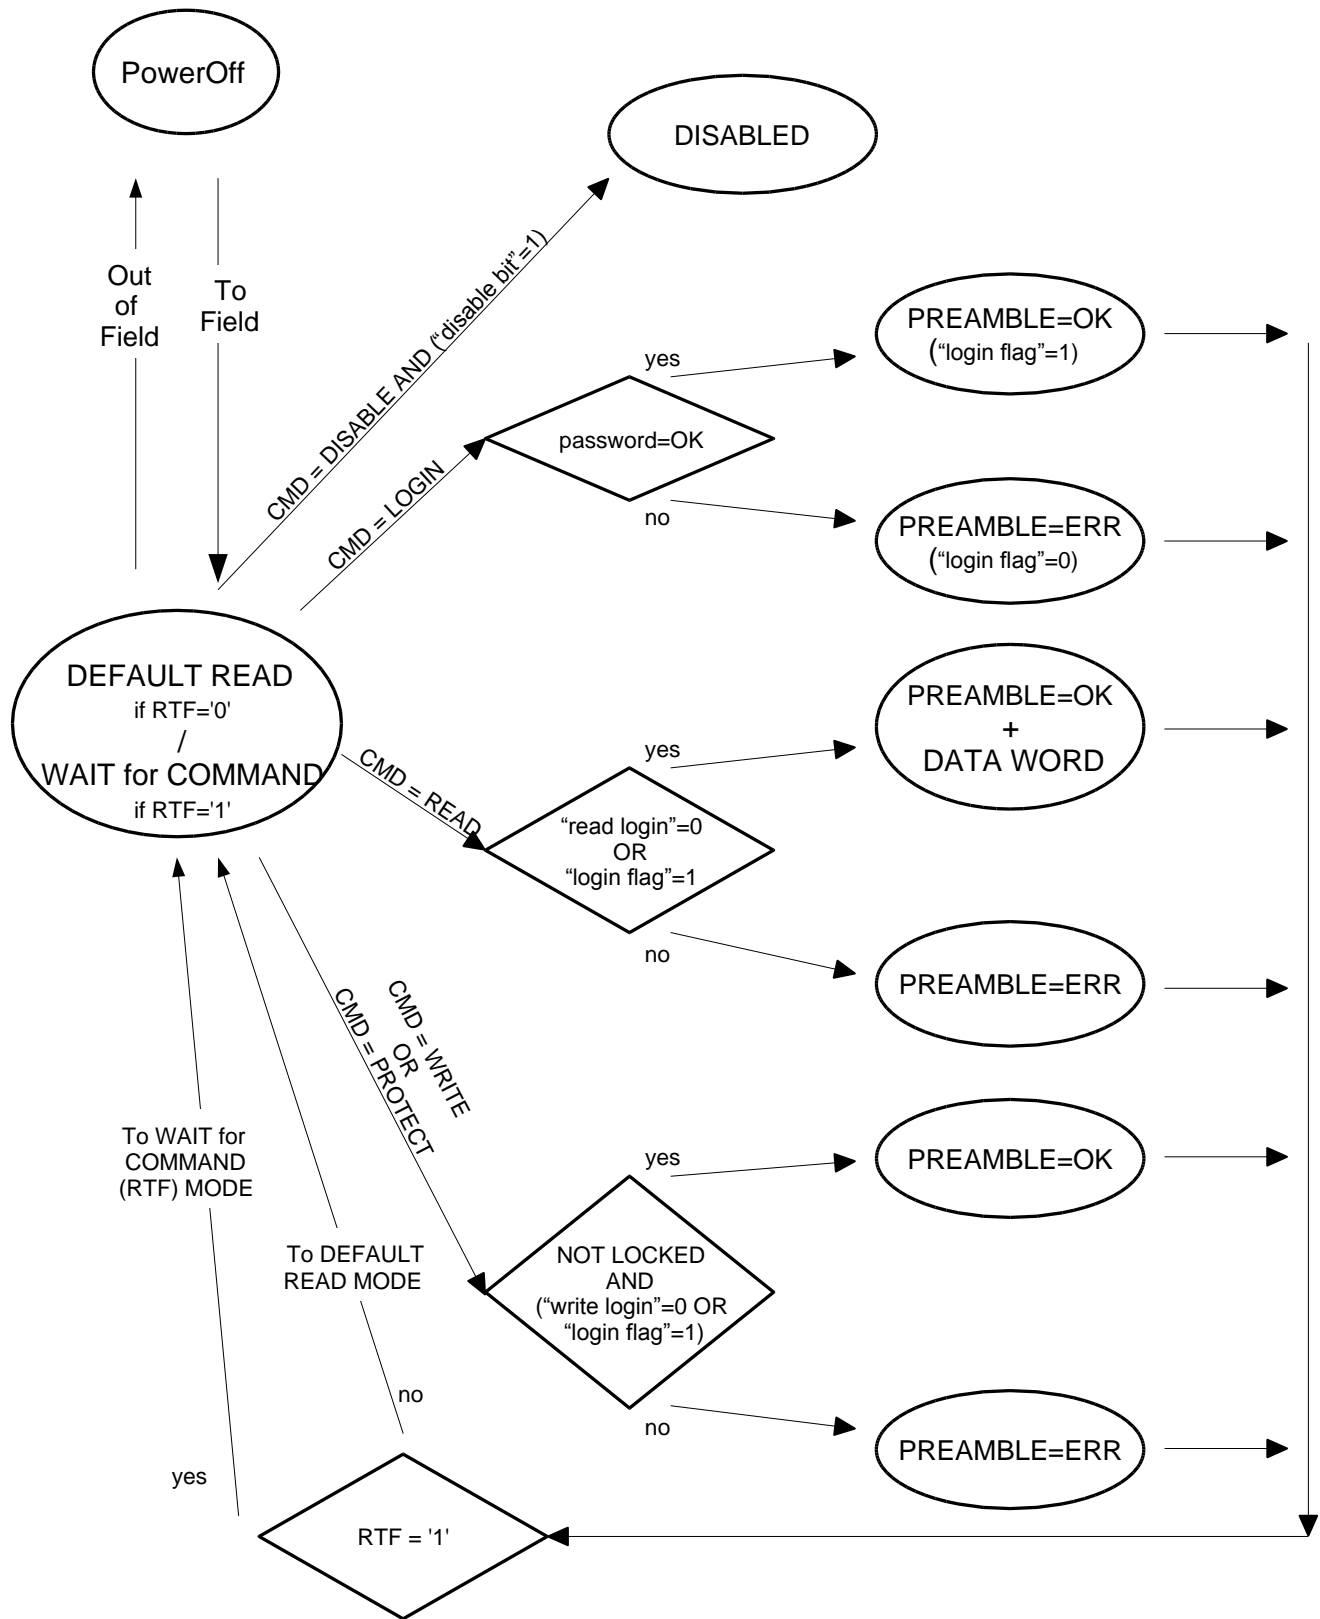 PowerOff
DISABLED
Out
of
Field
To
Field
CMD = DISABLE AND (“disable bit”=1)
CMD = LOGIN
yes
password=OK
no
PREAMBLE=OK
(“login flag”=1)
PREAMBLE=ERR
(“login flag”=0)
DEFAULT READ
if RTF='0'
/
WAIT for COMMAND
if RTF='1'
CMD = READ
yes
“read login”=0
OR
“login flag”=1
no
PREAMBLE=OK
+
DATA WORD
PREAMBLE=ERR
CMD = WRITE
OR
CMD = PROTECT
To WAIT for
COMMAND
(RTF) MODE
To DEFAULT
READ MODE
yes
NOT LOCKED
AND
(“write login”=0 OR
“login flag”=1)
no
PREAMBLE=OK
PREAMBLE=ERR
no
yes
RTF = '1'